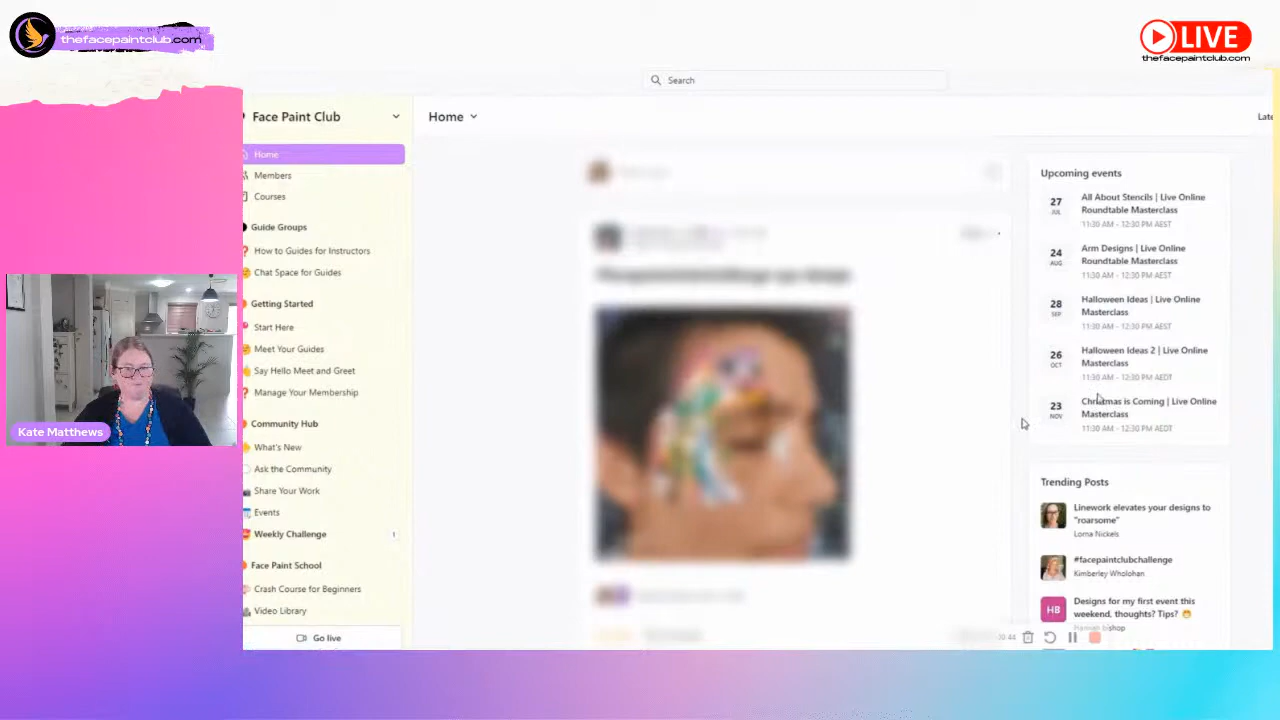 thefacepaintclub.com
LIVE
thefacepaintclub.com
Search
Face Paint Club
Home
Members
Courses
Guide Groups
How to Guides for Instructors
Chat Space for Guides
Getting Started
Start Here
Meet Your Guides
Say Hello Meet and Greet
Manage Your Membership
Community Hub
What's New
Ask the Community
Share Your Work
Events
Weekly Challenge
1
Face Paint School
Crash Course for Beginners
Video Library
Go live
Kate Matthews
Home
Late
Upcoming events
27
JUL
All About Stencils | Live Online
Roundtable Masterclass
11:30 AM - 12:30 PM AEST
24
AUG
Arm Designs | Live Online
Roundtable Masterclass
11:30 AM - 12:30 PM AEST
28
SEP
Halloween Ideas | Live Online
Masterclass
11:30 AM - 12:30 PM AEST
26
OCT
Halloween Ideas 2 | Live Online
Masterclass
11:30 AM - 12:30 PM AEDT
23
NOV
Christmas is Coming | Live Online
Masterclass
11:30 AM - 12:30 PM AEDT
Trending Posts
Linework elevates your designs to
"roarsome"
Lorna Nickels
#facepaintclubchallenge
Kimberley Wholohan
HB
Designs for my first event this
weekend, thoughts? Tips? 😁